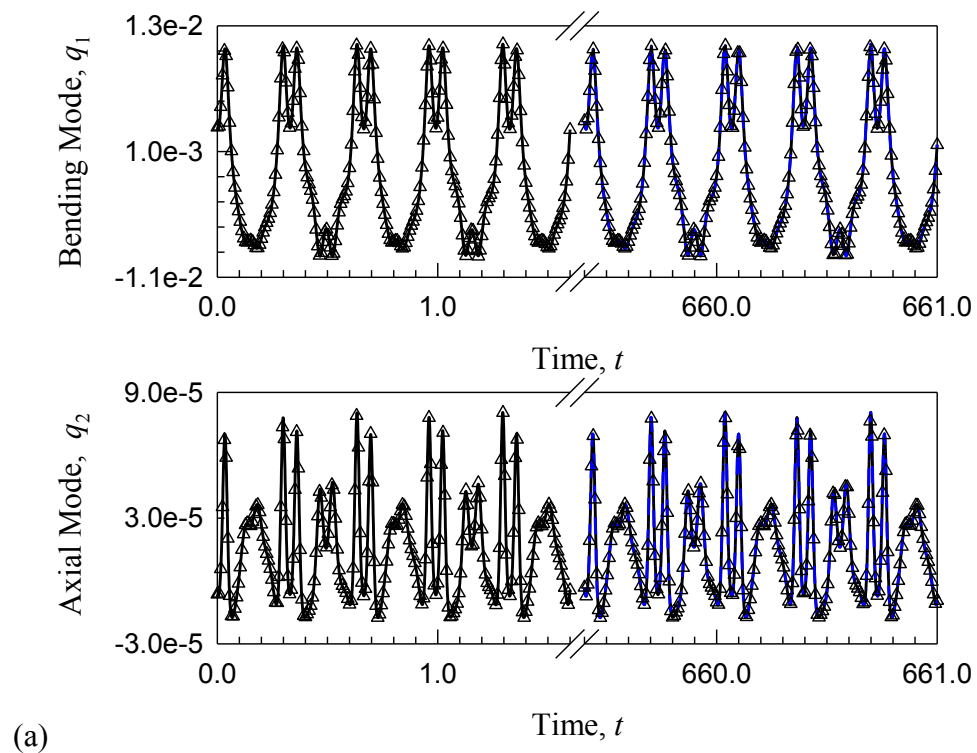 1.3e-2
Bending Mode, q1
1.0e-3
-1.1e-2
0.0 1.0 660.0 661.0
Time, t
9.0e-5
Axial Mode, q2
3.0e-5
-3.0e-5
0.0 1.0 660.0 661.0
Time, t
(a)